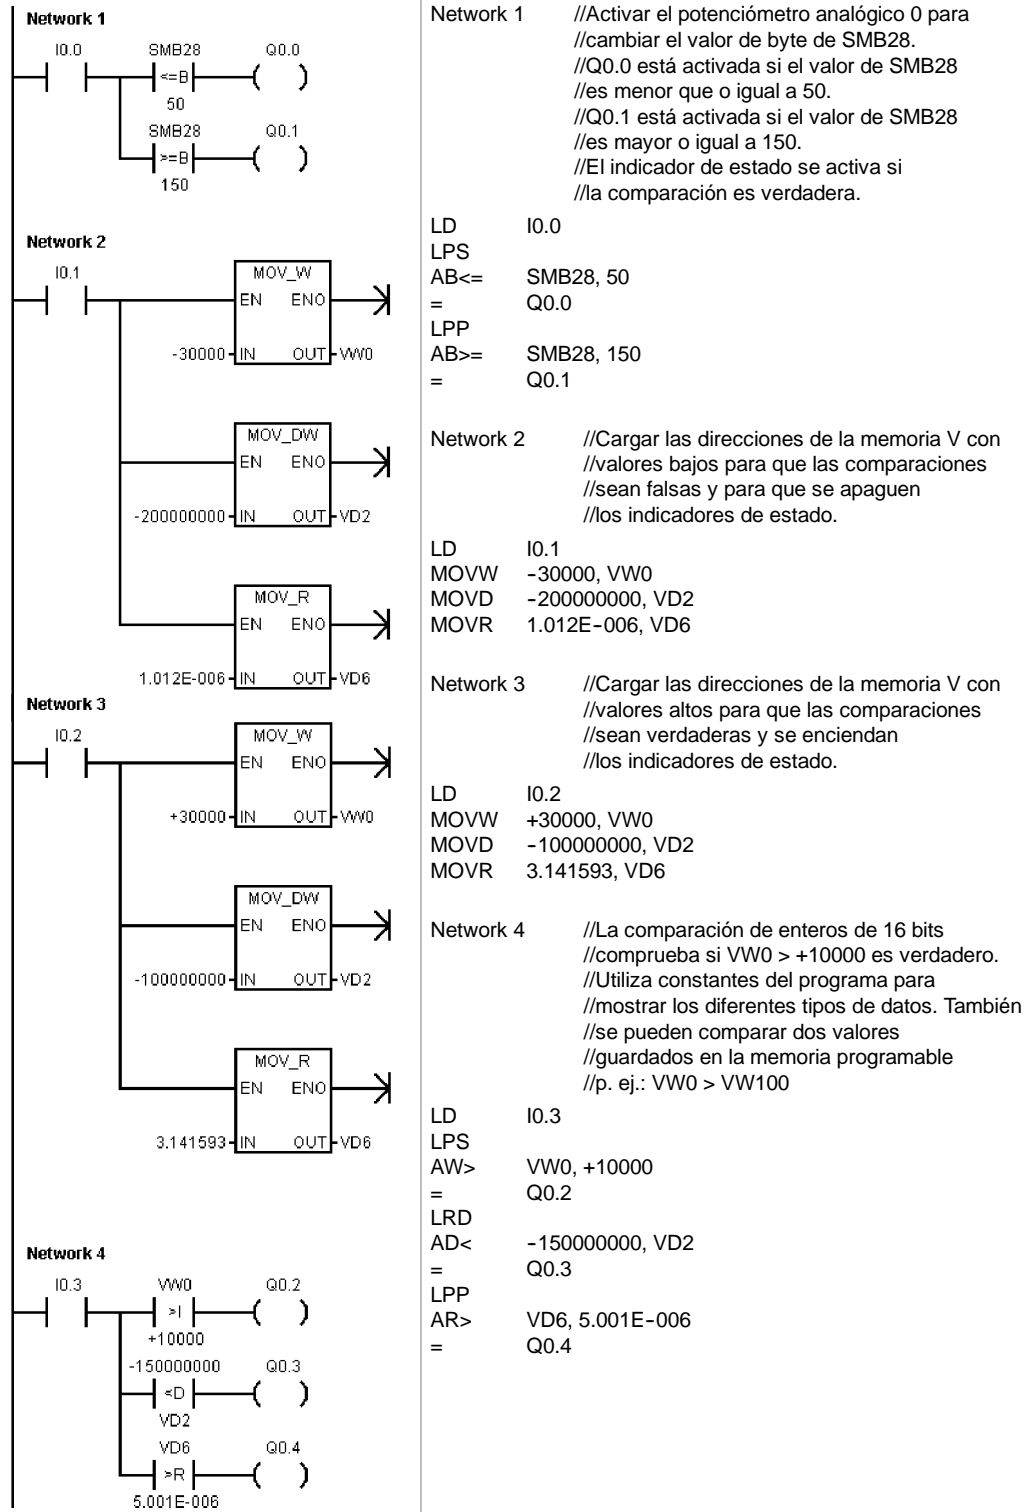 Network 1
I0.0 SMB28 Q0.0
<=B
50
SMB28 Q0.1
>=B
150
Network 2
I0.1 MOV_W
EN ENO
-30000 IN OUT VW0
MOV_DW
EN ENO
-200000000 IN OUT VD2
MOV_R
EN ENO
1.012E-006 IN OUT VD6
Network 3
I0.2 MOV_W
EN ENO
+30000 IN OUT VW0
MOV_DW
EN ENO
-100000000 IN OUT VD2
MOV_R
EN ENO
3.141593 IN OUT VD6
Network 4
I0.3 VW0 Q0.2
>I
+10000
-150000000 Q0.3
<D
VD2
VD6 Q0.4
>R
5.001E-006
Network 1 //Activar el potenciómetro analógico 0 para
//cambiar el valor de byte de SMB28.
//Q0.0 está activada si el valor de SMB28
//es menor que o igual a 50.
//Q0.1 está activada si el valor de SMB28
//es mayor o igual a 150.
//El indicador de estado se activa si
//la comparación es verdadera.
LD I0.0
LPS
AB<= SMB28, 50
= Q0.0
LPP
AB>= SMB28, 150
= Q0.1
Network 2 //Cargar las direcciones de la memoria V con
//valores bajos para que las comparaciones
//sean falsas y para que se apaguen
//los indicadores de estado.
LD I0.1
MOVW -30000, VW0
MOVD -200000000, VD2
MOVR 1.012E-006, VD6
Network 3 //Cargar las direcciones de la memoria V con
//valores altos para que las comparaciones
//sean verdaderas y se enciendan
//los indicadores de estado.
LD I0.2
MOVW +30000, VW0
MOVD -100000000, VD2
MOVR 3.141593, VD6
Network 4 //La comparación de enteros de 16 bits
//comprueba si VW0 > +10000 es verdadero.
//Utiliza constantes del programa para
//mostrar los diferentes tipos de datos. También
//se pueden comparar dos valores
//guardados en la memoria programable
//p. ej.: VW0 > VW100
LD I0.3
LPS
AW> VW0, +10000
= Q0.2
LRD
AD< -150000000, VD2
= Q0.3
LPP
AR> VD6, 5.001E-006
= Q0.4